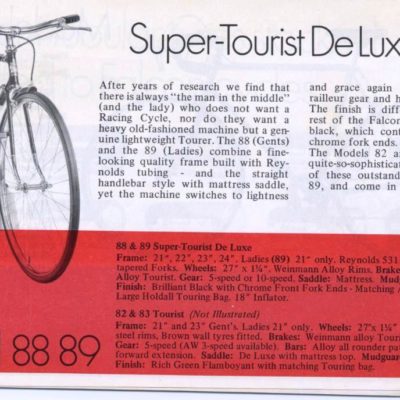 Super-Tourist De Lux
After years of research we find that
there is always "the man in the middle"
(and the lady) who does not want a
Racing Cycle, nor do they want a
heavy old-fashioned machine but a gen-
uine lightweight Tourer. The 88 (Gents)
and the 89 (Ladies) combine a fine-
looking quality frame built with Rey-
nolds tubing - and the straight
handlebar style with mattress saddle,
yet the machine switches to lightness
and grace again
railleur gear and h
The finish is diff
rest of the Falco
black, which cont
chrome fork ends.
The Models 82 an
quite-so-sophistica
of these outstand
89, and come in
88 & 89 Super-Tourist De Luxe
Frame: 21", 22", 23", 24", Ladies (89) 21" only. Reynolds 531
tapered Forks. Wheels: 27" x 1¼". Weinmann Alloy Rims. Brake
Alloy Tourist. Gear: 5-speed or 10-speed. Saddle: Mattress. Mudg
Finish: Brilliant Black with Chrome Front Fork Ends - Matching
Large Holdall Touring Bag. 18" Inflator.
82 & 83 Tourist (Not Illustrated)
Frame: 21" and 23" Gent's. Ladies 21" only. Wheels: 27"x 1¼"
steel rims, Brown wall tyres fitted. Brakes: Weinmann alloy Tour
Gear: 5-speed (AW 3-speed available). Bars: Alloy all rounder pa
forward extension. Saddle: De Luxe with mattress top. Mudguar
Finish: Rich Green Flamboyant with matching Touring bag.
88 89